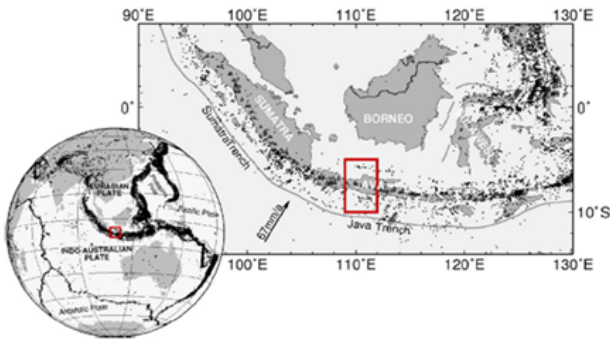 90°E 100°E 110°E 120°E 130°E
0° 0°
SUMATRA BORNEO
Sumatra Trench
67mm/a
Java Trench
10°S
100°E 110°E 120°E 130°E
EURASIAN
PLATE
Pacific Plate
INDO-AUSTRALIAN
PLATE
Antarctic Plate